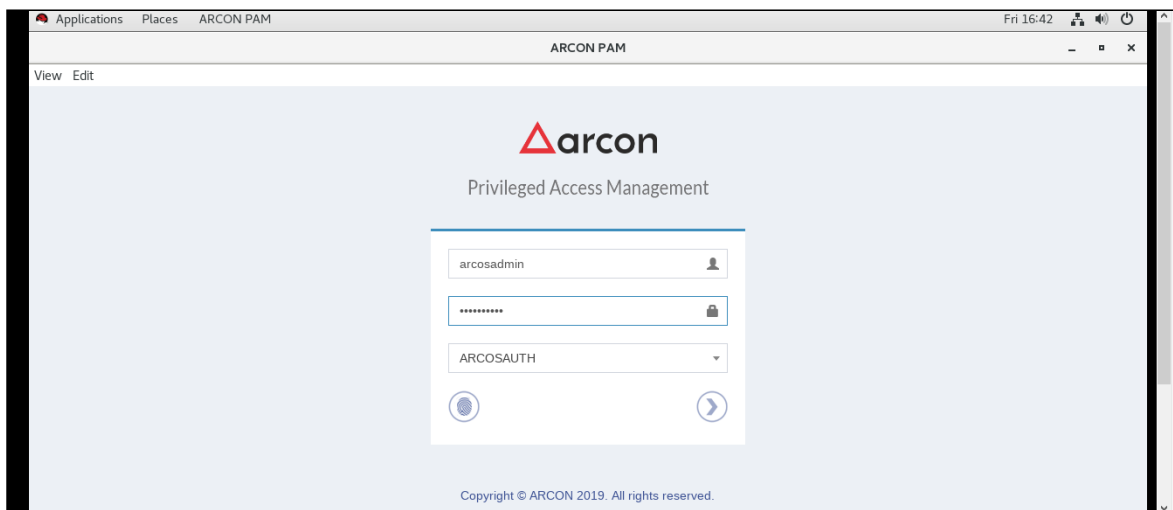 Applications Places ARCON PAM Fri 16:42
ARCON PAM
View Edit
arcon
Privileged Access Management
arcosadmin
••••••••••
ARCOSAUTH
Copyright © ARCON 2019. All rights reserved.